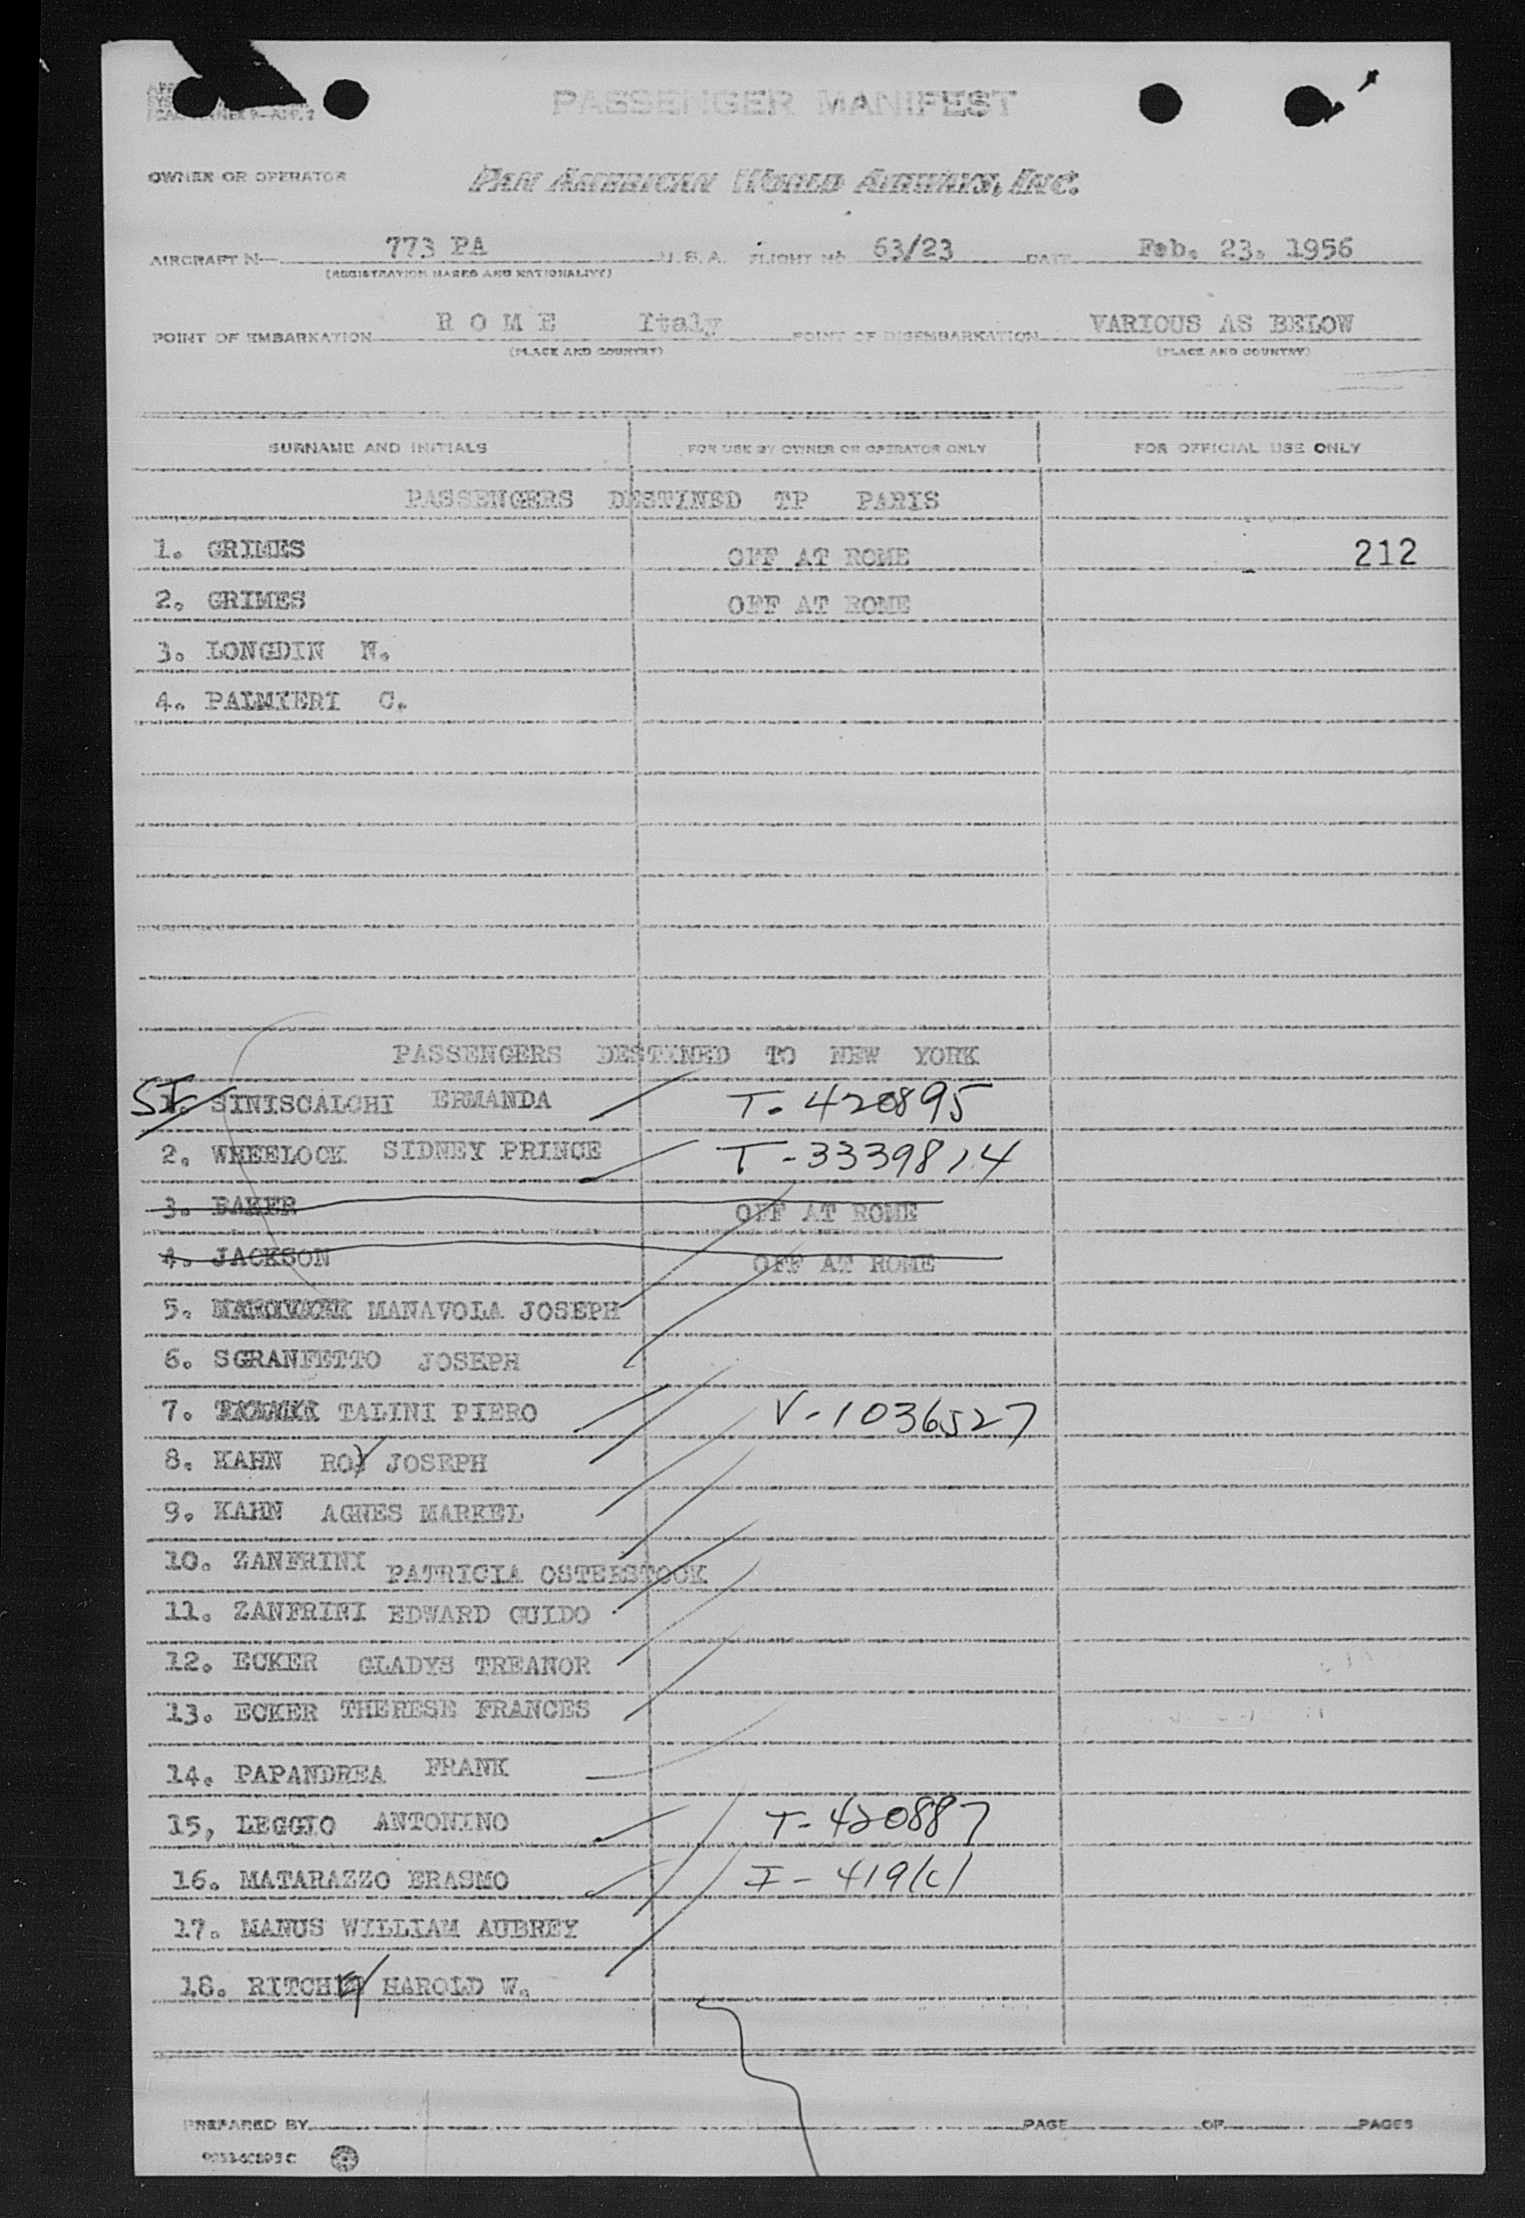 PASSENGER MANIFEST
OWNER OR OPERATOR PAN AMERICAN WORLD AIRWAYS, INC.
AIRCRAFT N— 773 PA U.S.A. FLIGHT NO 63/23 DATE Feb. 23. 1956
(REGISTRATION MARKS AND NATIONALITY)
POINT OF EMBARKATION R O M E Italy POINT OF DISEMBARKATION VARIOUS AS BELOW
(PLACE AND COUNTRY) (PLACE AND COUNTRY)
SURNAME AND INITIALS FOR USE BY OWNER OR OPERATOR ONLY FOR OFFICIAL USE ONLY
PASSENGERS DESTINED TP PARIS
1. GRIMES OFF AT ROME 212
2. GRIMES OFF AT ROME
3. LONGDIN N.
4. PALMIERI C.
PASSENGERS DESTINED TO NEW YORK
1. SINISCALCHI ERMANDA T. 420895
2. WHEELOCK SIDNEY PRINCE T-3339814
3. BAKER OFF AT ROME
4. JACKSON OFF AT ROME
5. MANAVOLA JOSEPH
6. SGRANFETTO JOSEPH
7. TALINI PIERO V-1036527
8. KAHN ROY JOSEPH
9. KAHN AGNES MARKEL
10. ZANFRINI PATRICIA OSTERSTOCK
11. ZANFRINI EDWARD GUIDO
12. ECKER GLADYS TREANOR
13. ECKER THERESE FRANCES
14. PAPANDREA FRANK
15, LEGGIO ANTONINO T-420887
16. MATARAZZO ERASMO I-419(c)
17. MANUS WILLIAM AUBREY
18. RITCHEY HAROLD W.
PREPARED BY PAGE OF PAGES